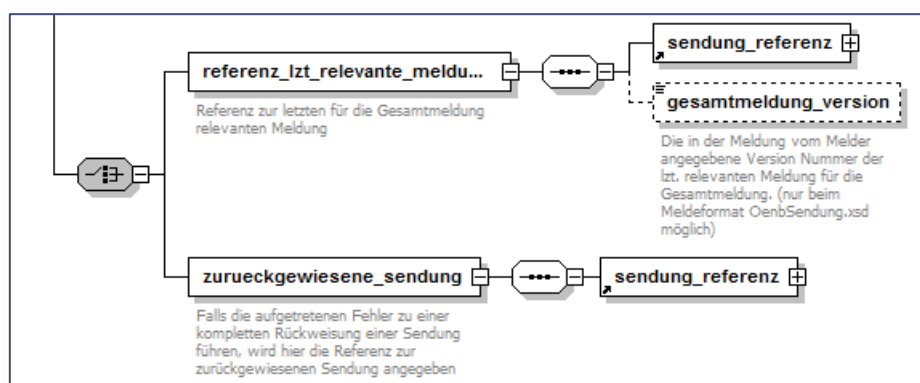 sendung_referenz
referenz_lzt_relevante_meldu...
gesamtmeldung_version
Referenz zur letzten für die Gesamtmeldung
relevanten Meldung
Die in der Meldung vom Melder
angegebene Version Nummer der
lzt. relevanten Meldung für die
Gesamtmeldung. (nur beim
Meldeformat OenbSendung.xsd
möglich)
zurueckgewiesene_sendung
sendung_referenz
Falls die aufgetretenen Fehler zu einer
kompletten Rückweisung einer Sendung
führen, wird hier die Referenz zur
zurückgewiesenen Sendung angegeben